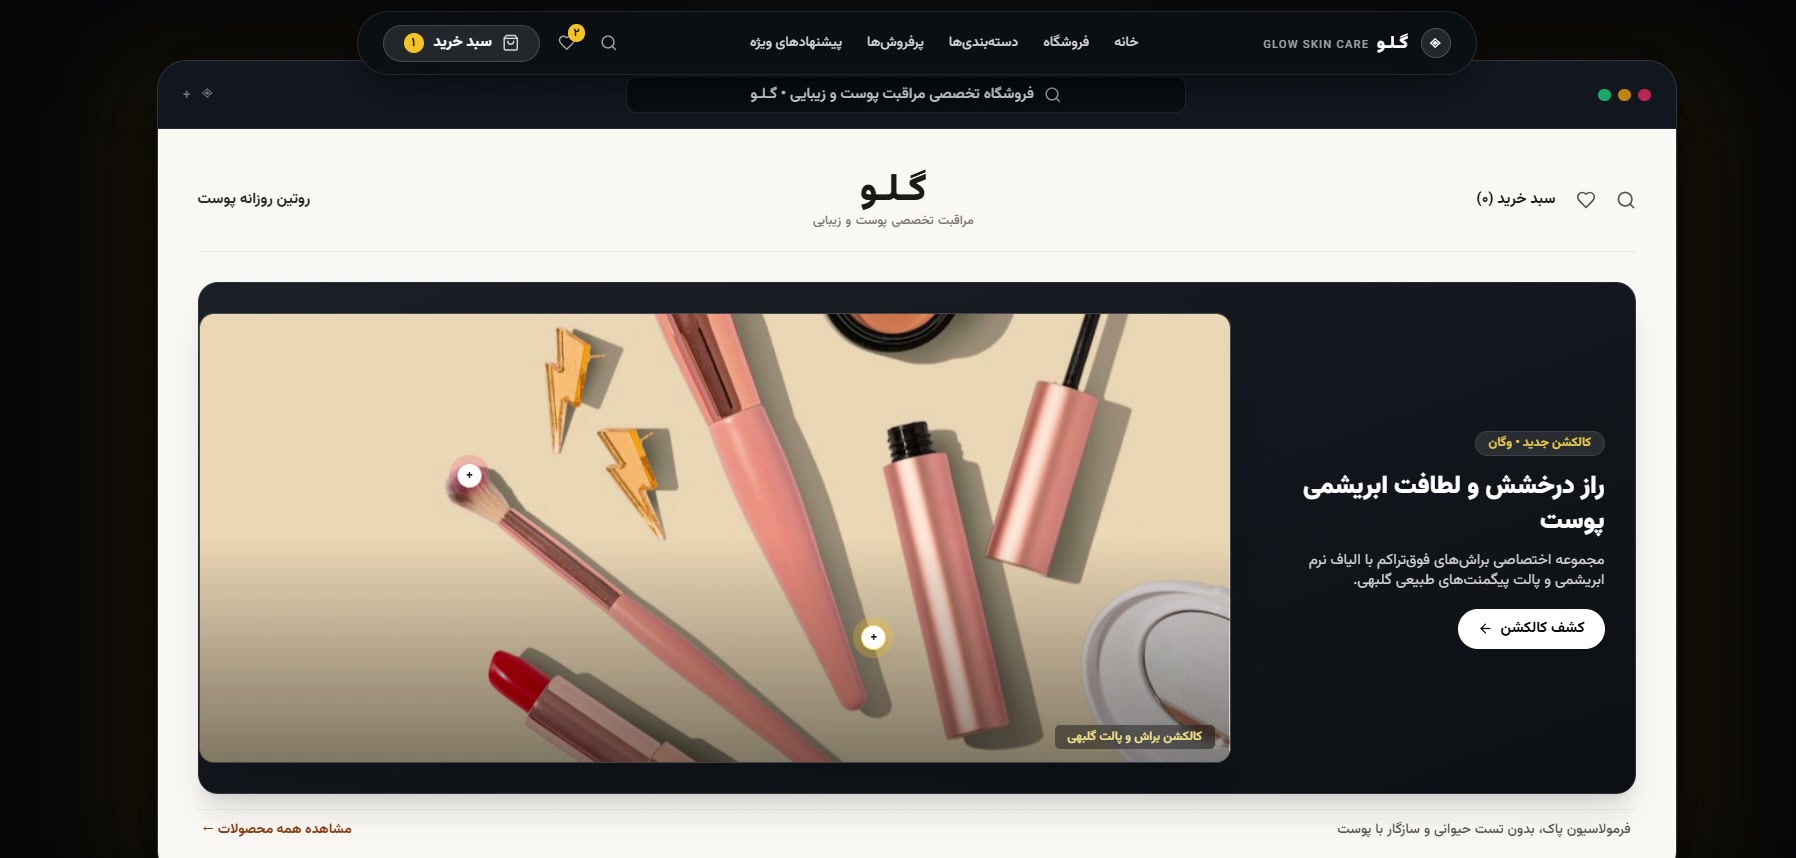 گلو GLOW SKIN CARE
خانه
فروشگاه
دسته‌بندی‌ها
پرفروش‌ها
پیشنهادهای ویژه
۲
سبد خرید ۱
فروشگاه تخصصی مراقبت پوست و زیبایی • گلو
سبد خرید (۰)
گلو
مراقبت تخصصی پوست و زیبایی
روتین روزانه پوست
کالکشن جدید • وگان
راز درخشش و لطافت ابریشمی
پوست
مجموعه اختصاصی براش‌های فوق‌تراکم با الیاف نرم
ابریشمی و پالت پیگمنت‌های طبیعی گلبهی.
کشف کالکشن ←
کالکشن براش و پالت گلبهی
فرمولاسیون پاک، بدون تست حیوانی و سازگار با پوست
مشاهده همه محصولات ←